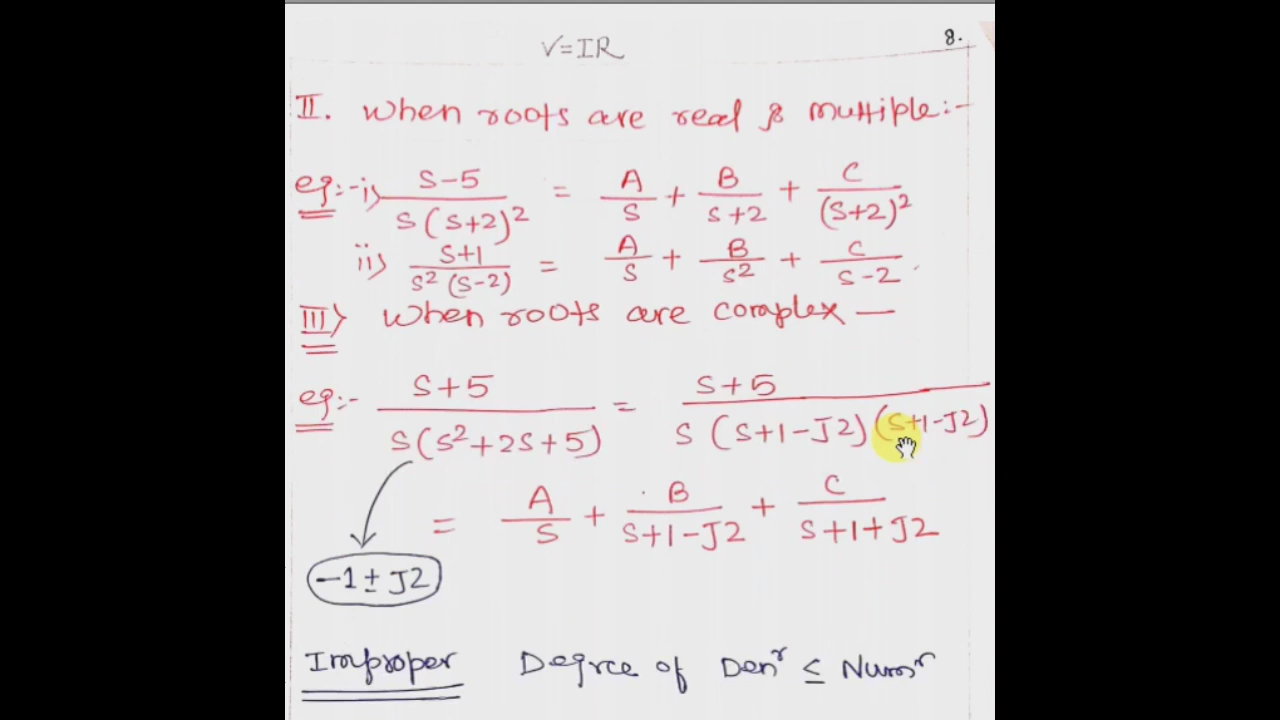 V=IR
8.
II. When roots are real & multiple:-
eg:-i) S-5 / S(S+2)² = A/S + B/S+2 + C/(S+2)²
ii) S+1 / S²(S-2) = A/S + B/S² + C/S-2
III) When roots are complex —
eg:- S+5 / S(S²+2S+5) = S+5 / S(S+1-J2)(S+1-J2)
= A/S + B/S+1-J2 + C/S+1+J2
-1±J2
Improper Degree of Denʳ ≤ Numʳ